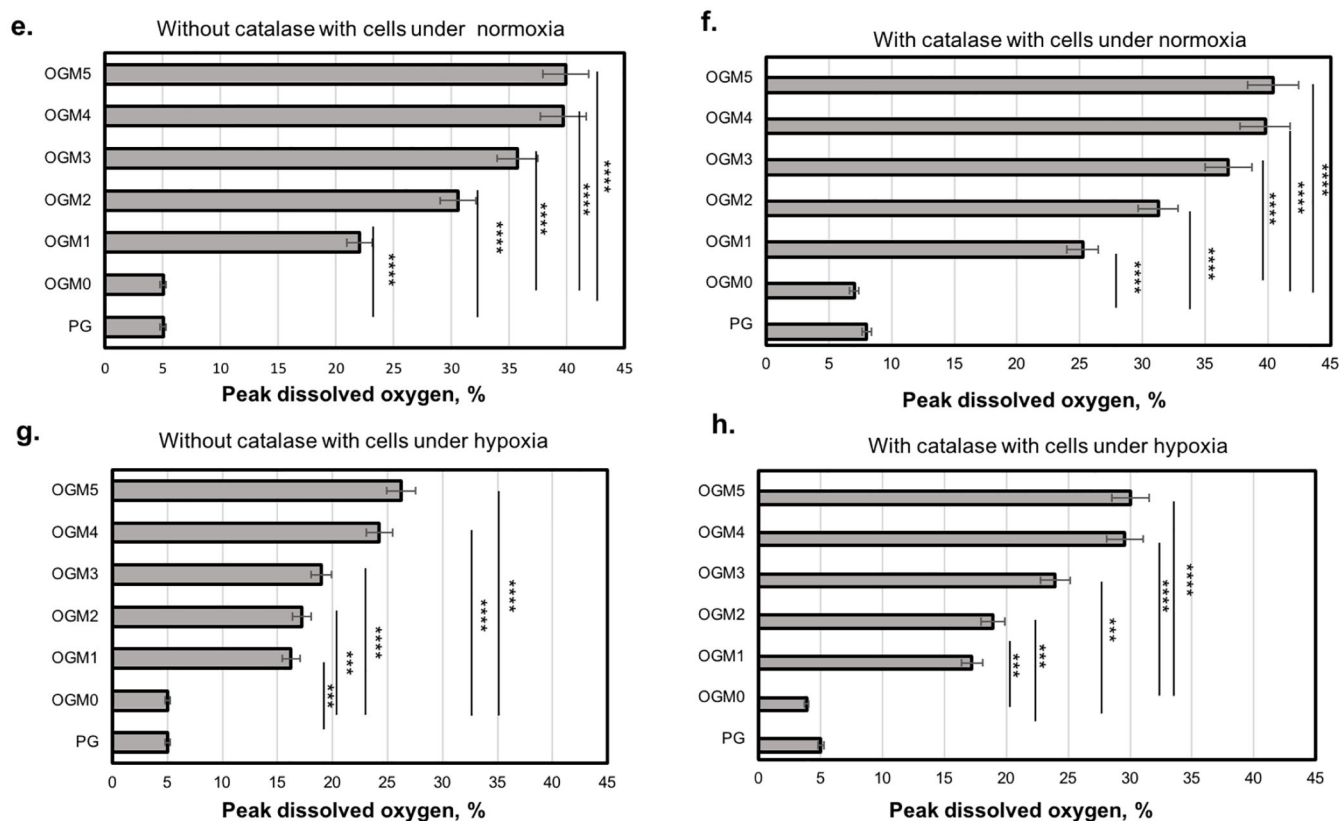 e.
Without catalase with cells under normoxia
OGM5
OGM4
OGM3
OGM2
OGM1
OGM0
PG
****
****
****
****
****
0 5 10 15 20 25 30 35 40 45
Peak dissolved oxygen, %
f.
With catalase with cells under normoxia
OGM5
OGM4
OGM3
OGM2
OGM1
OGM0
PG
****
****
****
****
****
0 5 10 15 20 25 30 35 40 45
Peak dissolved oxygen, %
g.
Without catalase with cells under hypoxia
OGM5
OGM4
OGM3
OGM2
OGM1
OGM0
PG
***
***
****
****
****
0 5 10 15 20 25 30 35 40 45
Peak dissolved oxygen, %
h.
With catalase with cells under hypoxia
OGM5
OGM4
OGM3
OGM2
OGM1
OGM0
PG
***
***
***
****
****
0 5 10 15 20 25 30 35 40 45
Peak dissolved oxygen, %